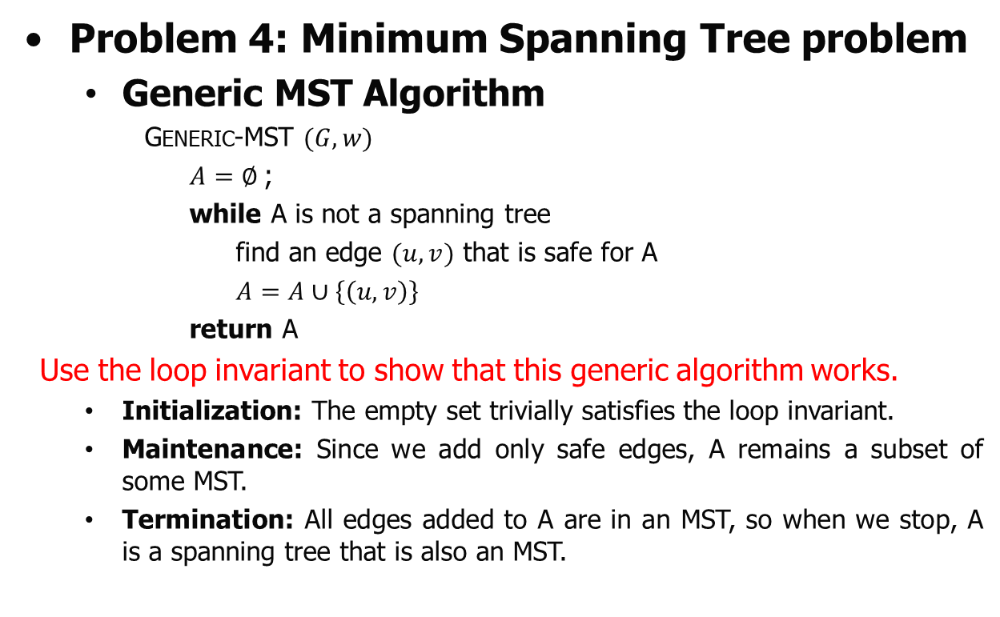 • Problem 4: Minimum Spanning Tree problem
• Generic MST Algorithm
GENERIC-MST (G, w)
A = ∅ ;
while A is not a spanning tree
find an edge (u, v) that is safe for A
A = A ∪ {(u, v)}
return A
Use the loop invariant to show that this generic algorithm works.
• Initialization: The empty set trivially satisfies the loop invariant.
• Maintenance: Since we add only safe edges, A remains a subset of
some MST.
• Termination: All edges added to A are in an MST, so when we stop, A
is a spanning tree that is also an MST.